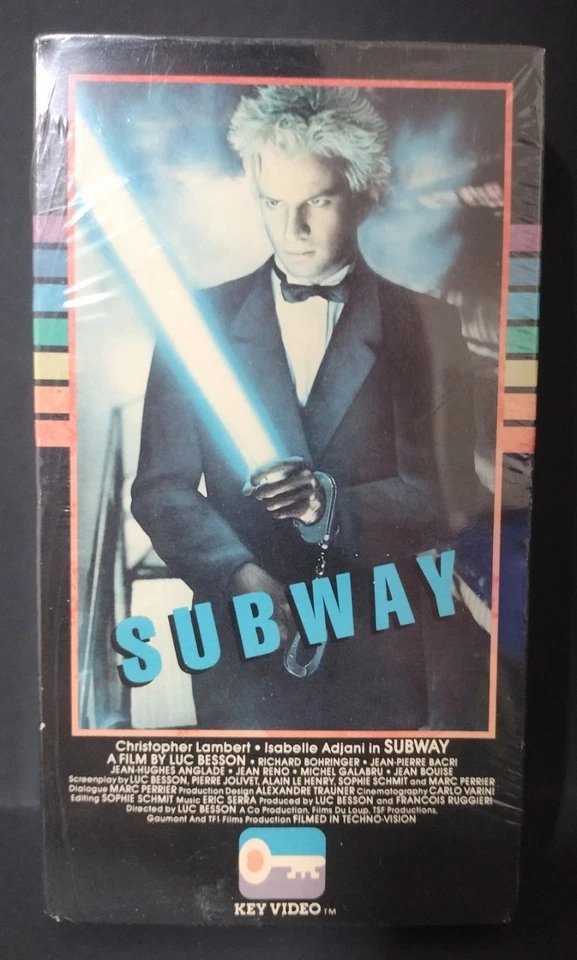 SUBWAY
Christopher Lambert • Isabelle Adjani in SUBWAY
A FILM BY LUC BESSON • RICHARD BOHRINGER • JEAN-PIERRE BACRI
JEAN-HUGHES ANGLADE • JEAN RENO • MICHEL GALABRU • JEAN BOUISE
Screenplay by LUC BESSON, PIERRE JOLIVET, ALAIN LE HENRY, SOPHIE SCHMIT and MARC PERRIER
Dialogue MARC PERRIER Production Design ALEXANDRE TRAUNER Cinematography CARLO VARINI
Editing SOPHIE SCHMIT Music ERIC SERRA Produced by LUC BESSON and FRANCOIS RUGGIERI
Directed by LUC BESSON A Co Production, Films Du Loup, TSF Productions,
Gaumont And TF1 Films Production FILMED IN TECHNO-VISION
KEY VIDEO™